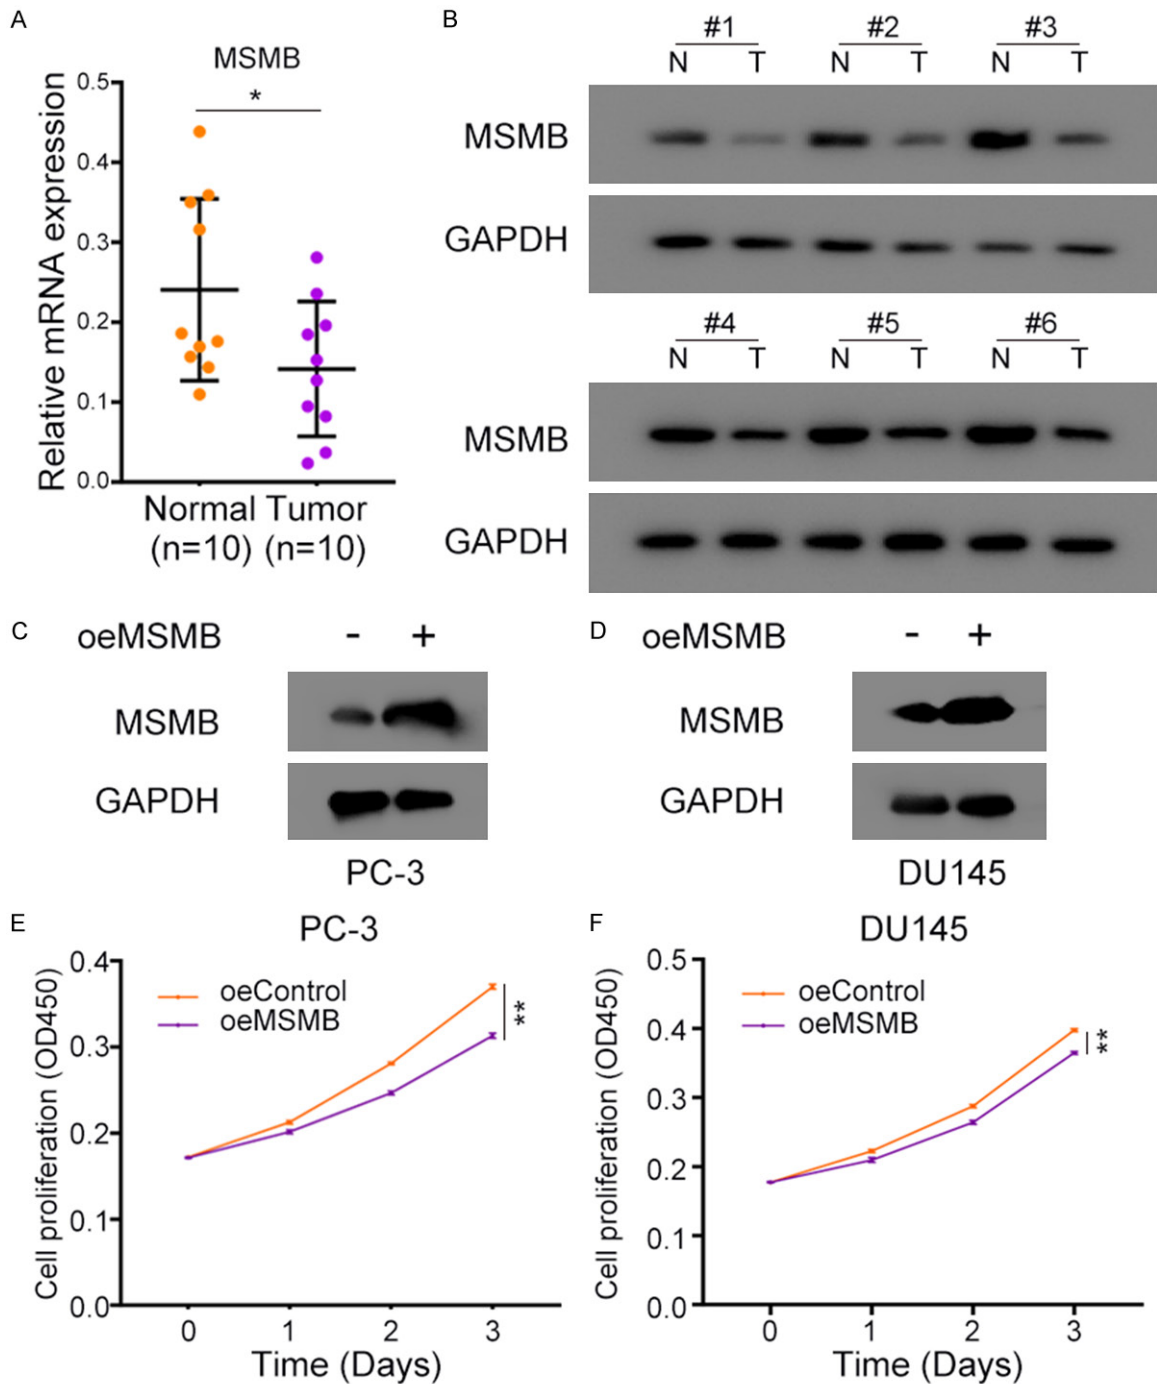 A
MSMB
*
Relative mRNA expression
0.5
0.4
0.3
0.2
0.1
0.0
Normal Tumor
(n=10) (n=10)
B
#1 #2 #3
N T N T N T
MSMB
GAPDH
#4 #5 #6
N T N T N T
MSMB
GAPDH
C
oeMSMB - +
MSMB
GAPDH
PC-3
D
oeMSMB - +
MSMB
GAPDH
DU145
E
PC-3
Cell proliferation (OD450)
0.4
0.3
0.2
0.1
0.0
oeControl
oeMSMB
**
0 1 2 3
Time (Days)
F
DU145
Cell proliferation (OD450)
0.5
0.4
0.3
0.2
0.1
0.0
oeControl
oeMSMB
**
0 1 2 3
Time (Days)